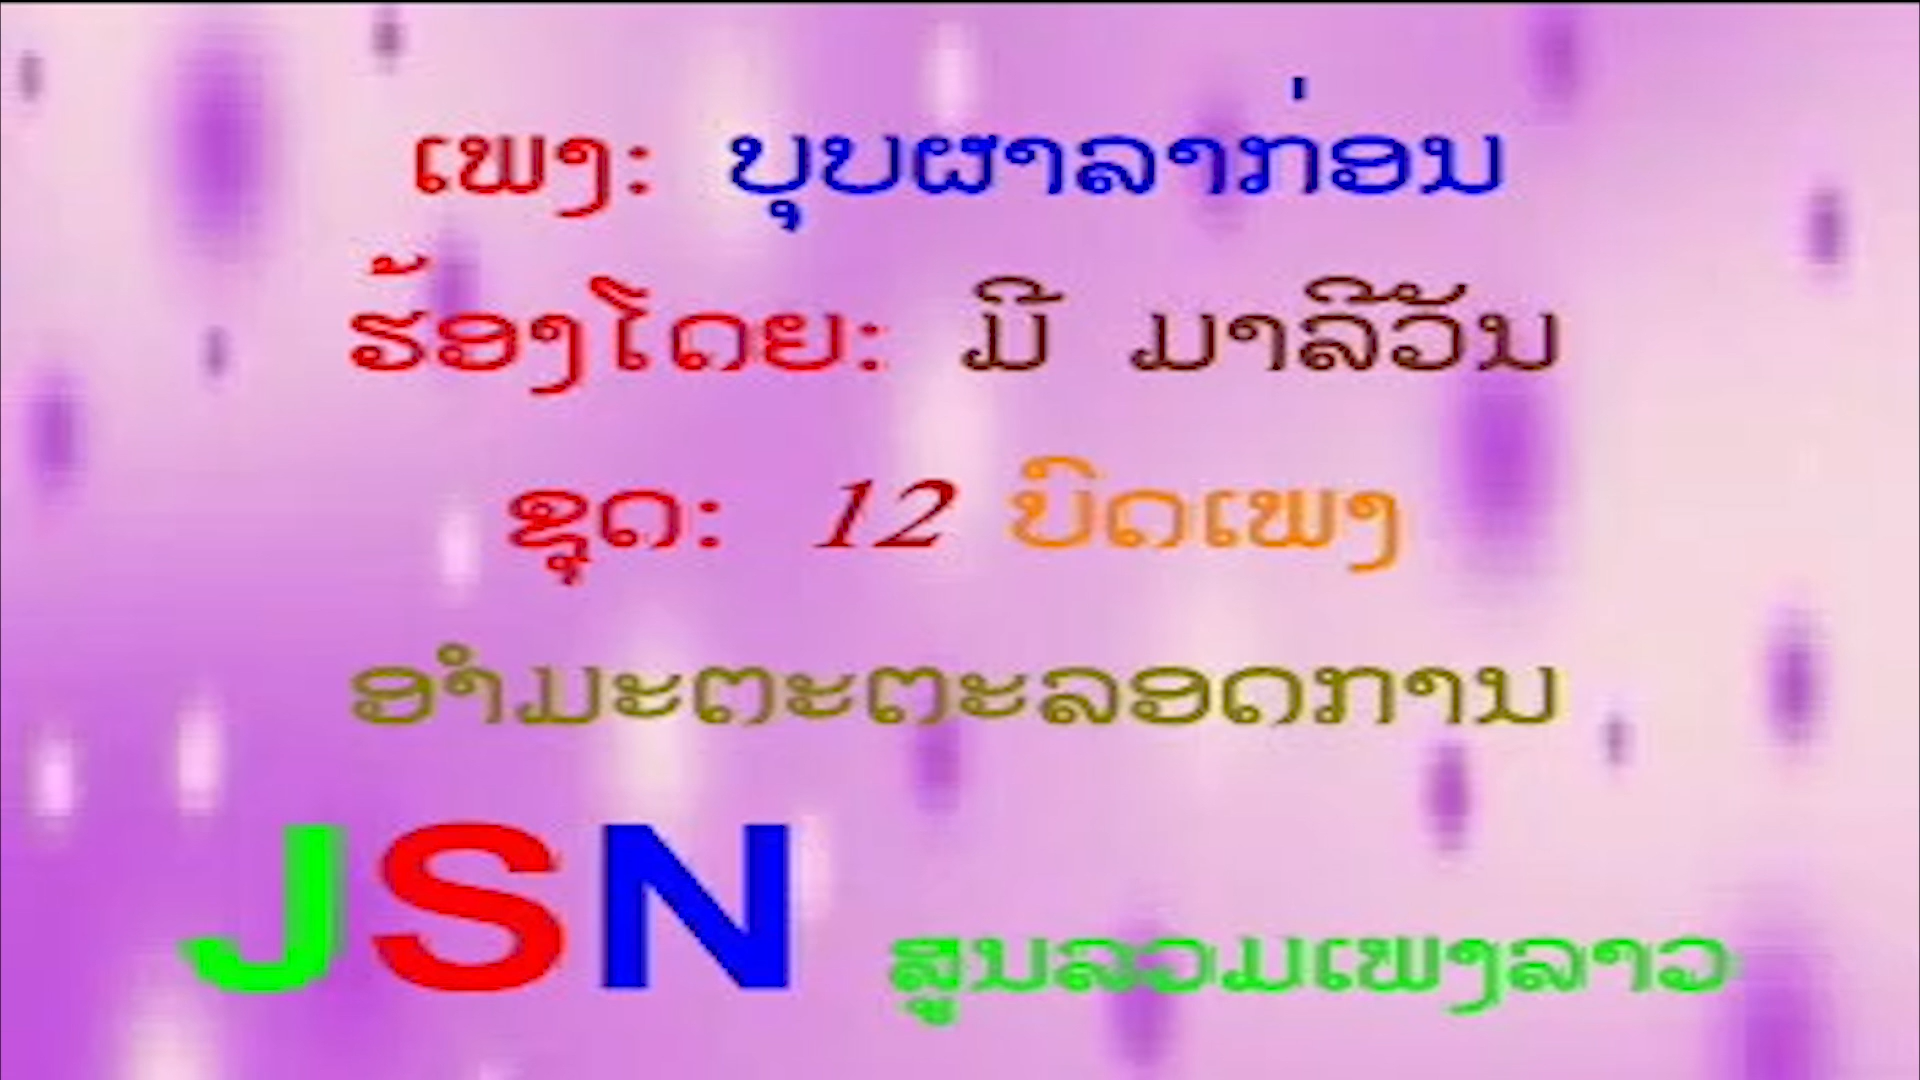 ເພງ: ບຸບຜາລາກ່ອນ
ຮ້ອງໂດຍ: ມີ ມາລີວັນ
ຊຸດ: 12 ບົດເພງ
ອຳມະຕະຕະລອດການ
JSN ສູນລວມເພງລາວ